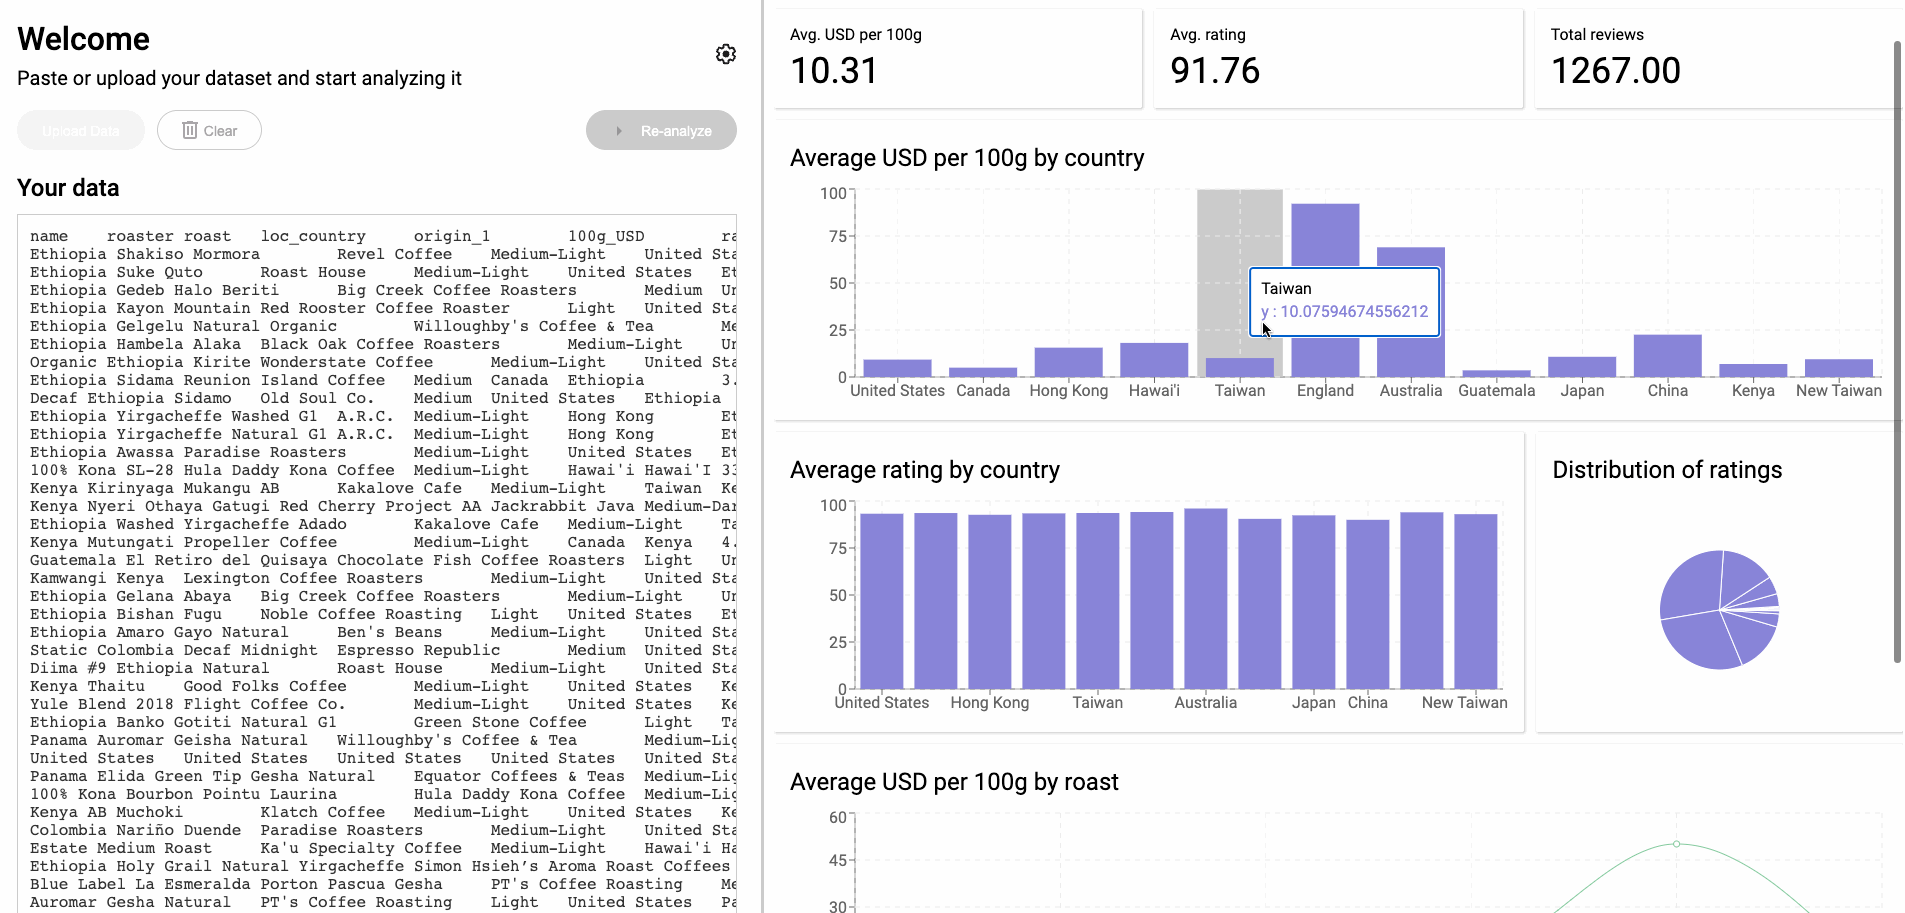 Welcome
Paste or upload your dataset and start analyzing it
Upload Data
Clear
Re-analyze
Your data
name roaster roast loc_country origin_1 100g_USD ra
Ethiopia Shakiso Mormora Revel Coffee Medium-Light United Sta
Ethiopia Suke Quto Roast House Medium-Light United States Et
Ethiopia Gedeb Halo Beriti Big Creek Coffee Roasters Medium Un
Ethiopia Kayon Mountain Red Rooster Coffee Roaster Light United St
Ethiopia Gelgelu Natural Organic Willoughby's Coffee & Tea Me
Ethiopia Hambela Alaka Black Oak Coffee Roasters Medium-Light Un
Organic Ethiopia Kirite Wonderstate Coffee Medium-Light United St
Ethiopia Sidama Reunion Island Coffee Medium Canada Ethiopia 3.
Decaf Ethiopia Sidamo Old Soul Co. Medium United States Ethiopia
Ethiopia Yirgacheffe Washed G1 A.R.C. Medium-Light Hong Kong Et
Ethiopia Yirgacheffe Natural G1 A.R.C. Medium-Light Hong Kong Et
Ethiopia Awassa Paradise Roasters Medium-Light United States Et
100% Kona SL-28 Hula Daddy Kona Coffee Medium-Light Hawai'i Hawai'I 33
Kenya Kirinyaga Mukangu AB Kakalove Cafe Medium-Light Taiwan Ke
Kenya Nyeri Othaya Gatugi Red Cherry Project AA Jackrabbit Java Medium-Dar
Ethiopia Washed Yirgacheffe Adado Kakalove Cafe Medium-Light Ta
Kenya Mutungati Propeller Coffee Medium-Light Canada Kenya 4.
Guatemala El Retiro del Quisaya Chocolate Fish Coffee Roasters Light Un
Kamwangi Kenya Lexington Coffee Roasters Medium-Light United Sta
Ethiopia Gelana Abaya Big Creek Coffee Roasters Medium-Light Un
Ethiopia Bishan Fugu Noble Coffee Roasting Light United States Et
Ethiopia Amaro Gayo Natural Ben's Beans Medium-Light United Sta
Static Colombia Decaf Midnight Espresso Republic Medium United Sta
Diima #9 Ethiopia Natural Roast House Medium-Light United Sta
Kenya Thaitu Good Folks Coffee Medium-Light United States Ke
Yule Blend 2018 Flight Coffee Co. Medium-Light United States Ke
Ethiopia Banko Gotiti Natural G1 Green Stone Coffee Light Ta
Panama Auromar Geisha Natural Willoughby's Coffee & Tea Medium-Lig
United States United States United States United States United Sta
Panama Elida Green Tip Gesha Natural Equator Coffees & Teas Medium-Lig
100% Kona Bourbon Pointu Laurina Hula Daddy Kona Coffee Medium-Lig
Kenya AB Muchoki Klatch Coffee Medium-Light United States Ke
Colombia Nariño Duende Paradise Roasters Medium-Light United Sta
Estate Medium Roast Ka'u Specialty Coffee Medium-Light Hawai'i Ha
Ethiopia Holy Grail Natural Yirgacheffe Simon Hsieh’s Aroma Roast Coffees
Blue Label La Esmeralda Porton Pascua Gesha PT's Coffee Roasting Me
Auromar Gesha Natural PT's Coffee Roasting Light United States Pa
Avg. USD per 100g
10.31
Avg. rating
91.76
Total reviews
1267.00
Average USD per 100g by country
100
75
50
25
0
United States Canada Hong Kong Hawai'i Taiwan England Australia Guatemala Japan China Kenya New Taiwan
Taiwan
y : 10.07594674556212
Average rating by country
100
75
50
25
0
United States Hong Kong Taiwan Australia Japan China New Taiwan
Distribution of ratings
Average USD per 100g by roast
60
45
30